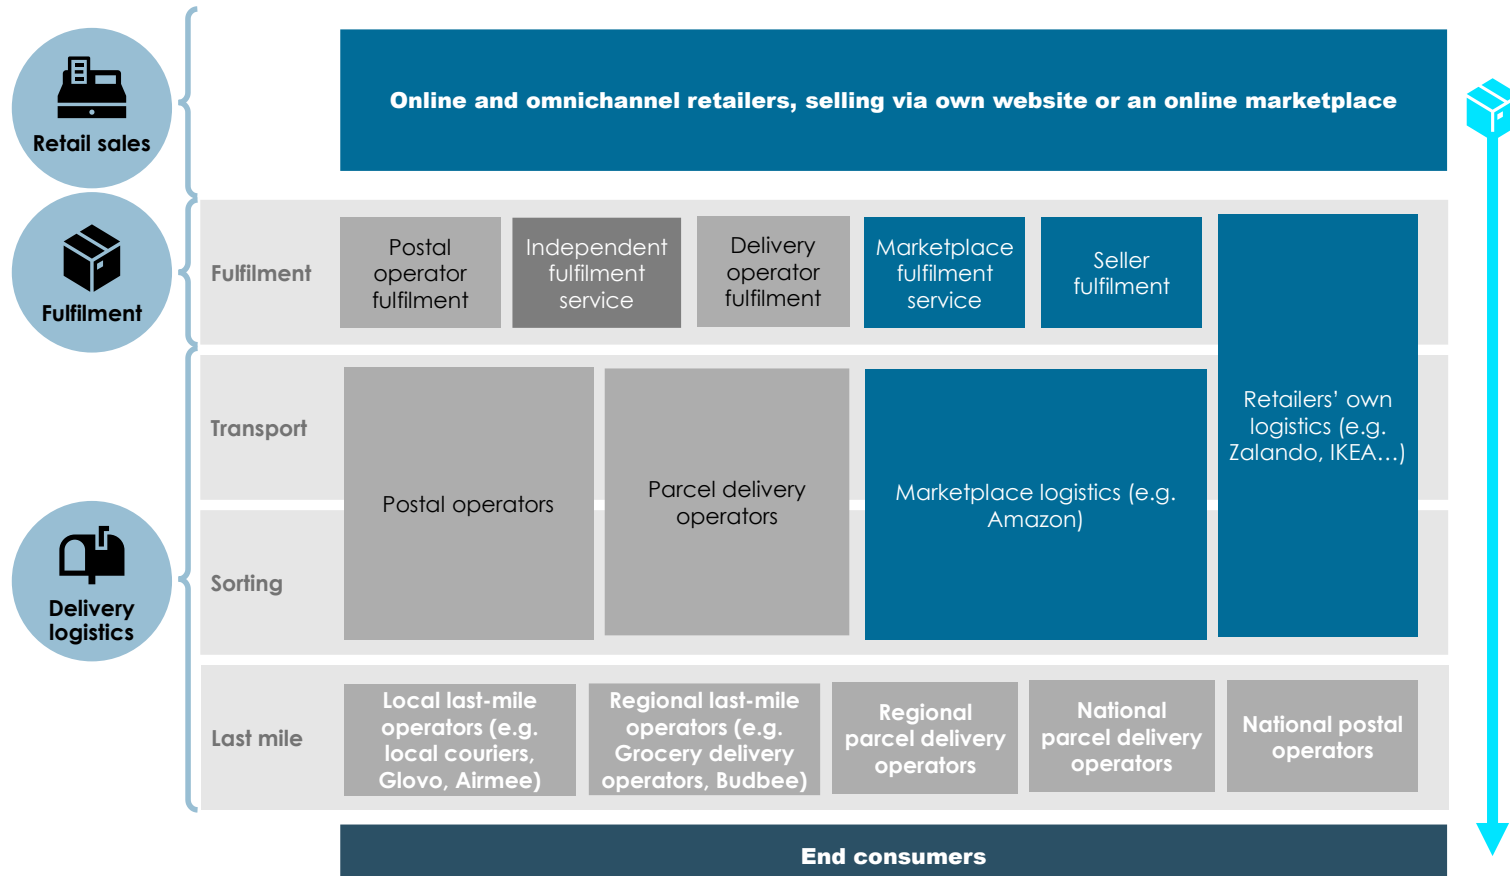 Retail sales
Online and omnichannel retailers, selling via own website or an online marketplace
Fulfilment
Fulfilment
Postal
operator
fulfilment
Independent
fulfilment
service
Delivery
operator
fulfilment
Marketplace
fulfilment
service
Seller
fulfilment
Retailers’ own
logistics (e.g.
Zalando, IKEA...)
Delivery
logistics
Transport
Sorting
Postal operators
Parcel delivery
operators
Marketplace logistics (e.g.
Amazon)
Last mile
Local last-mile
operators (e.g.
local couriers,
Glovo, Airmee)
Regional last-mile
operators (e.g.
Grocery delivery
operators, Budbee)
Regional
parcel delivery
operators
National
parcel delivery
operators
National postal
operators
End consumers